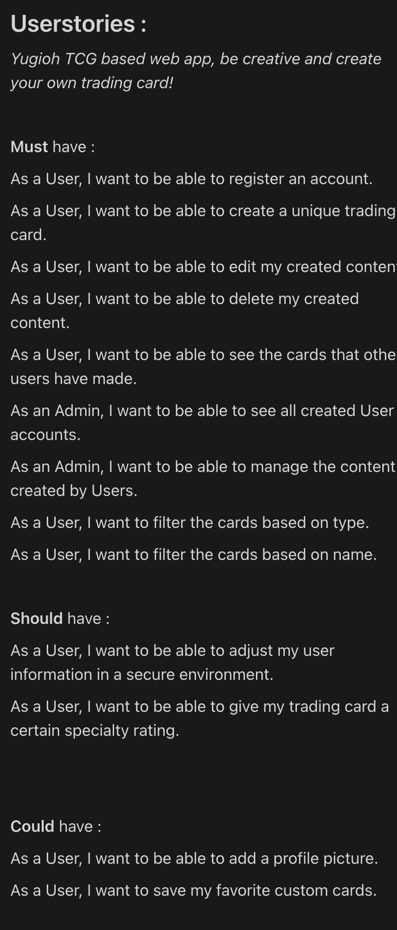 Userstories :
Yugioh TCG based web app, be creative and create
your own trading card!
Must have :
As a User, I want to be able to register an account.
As a User, I want to be able to create a unique trading
card.
As a User, I want to be able to edit my created conten
As a User, I want to be able to delete my created
content.
As a User, I want to be able to see the cards that othe
users have made.
As an Admin, I want to be able to see all created User
accounts.
As an Admin, I want to be able to manage the content
created by Users.
As a User, I want to filter the cards based on type.
As a User, I want to filter the cards based on name.
Should have :
As a User, I want to be able to adjust my user
information in a secure environment.
As a User, I want to be able to give my trading card a
certain specialty rating.
Could have :
As a User, I want to be able to add a profile picture.
As a User, I want to save my favorite custom cards.